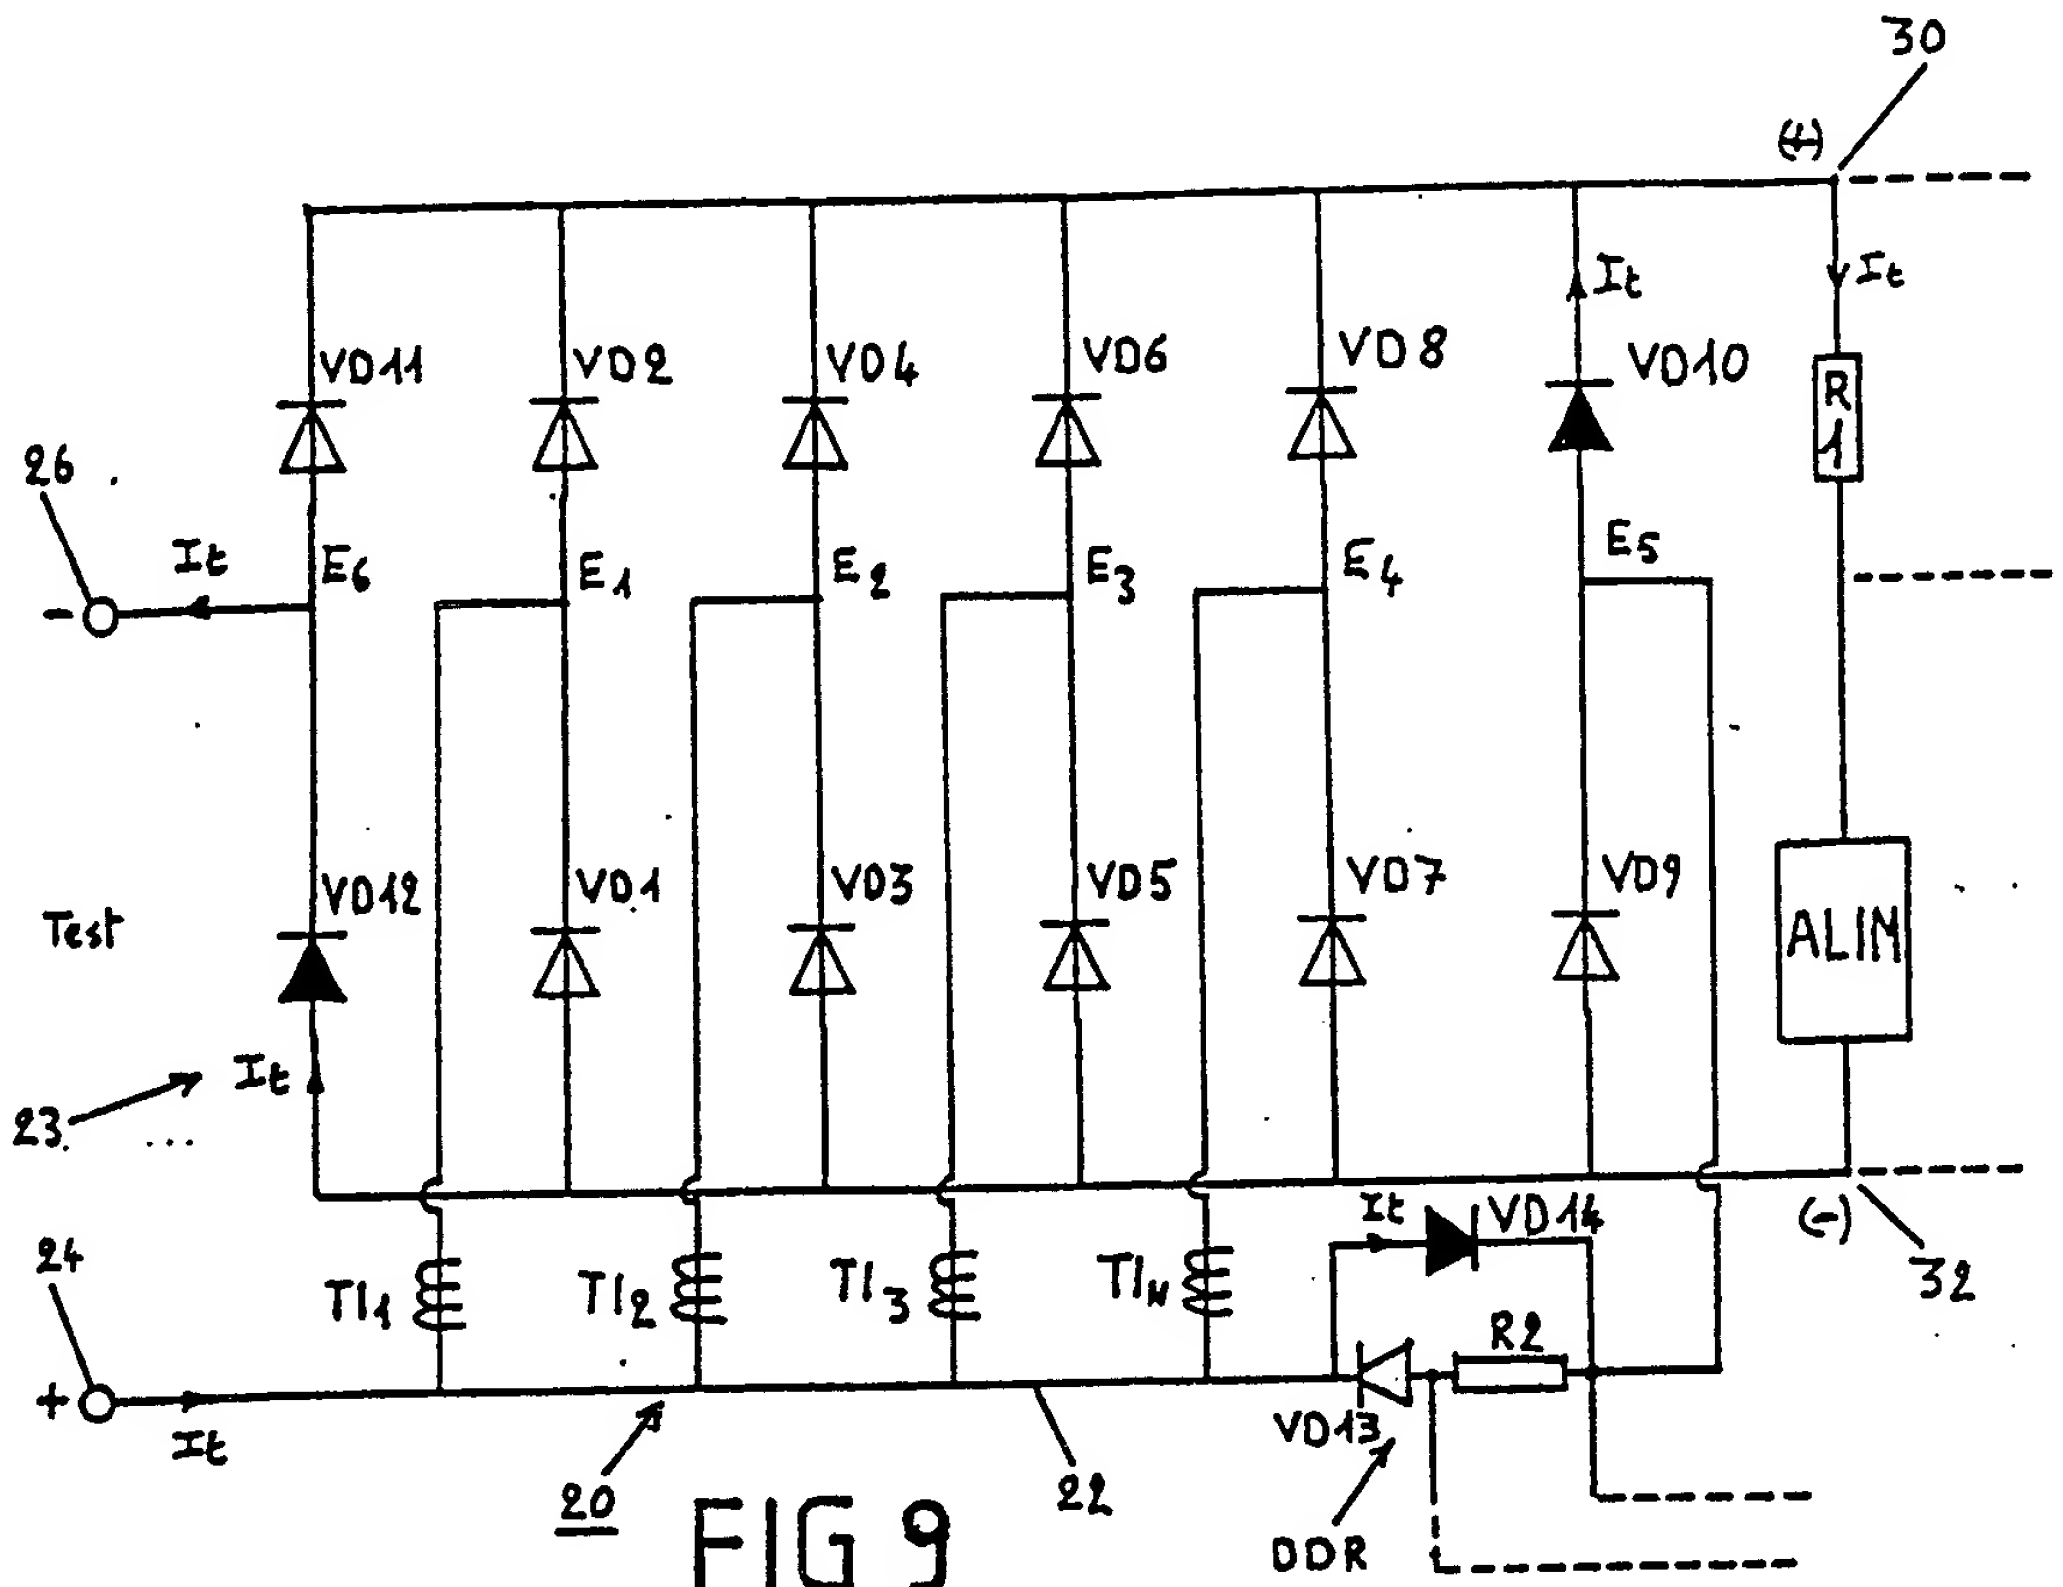 30
(+)
It
It
VD11
VD2
VD4
VD6
VD8
VD10
R1
26
It
E6
E1
E2
E3
E4
E5
-
Test
VD12
VD1
VD3
VD5
VD7
VD9
ALIM
23
It
It
VD14
(-)
24
TI1
TI2
TI3
TIN
R2
32
+
It
VD13
20
22
DDR
FIG 9